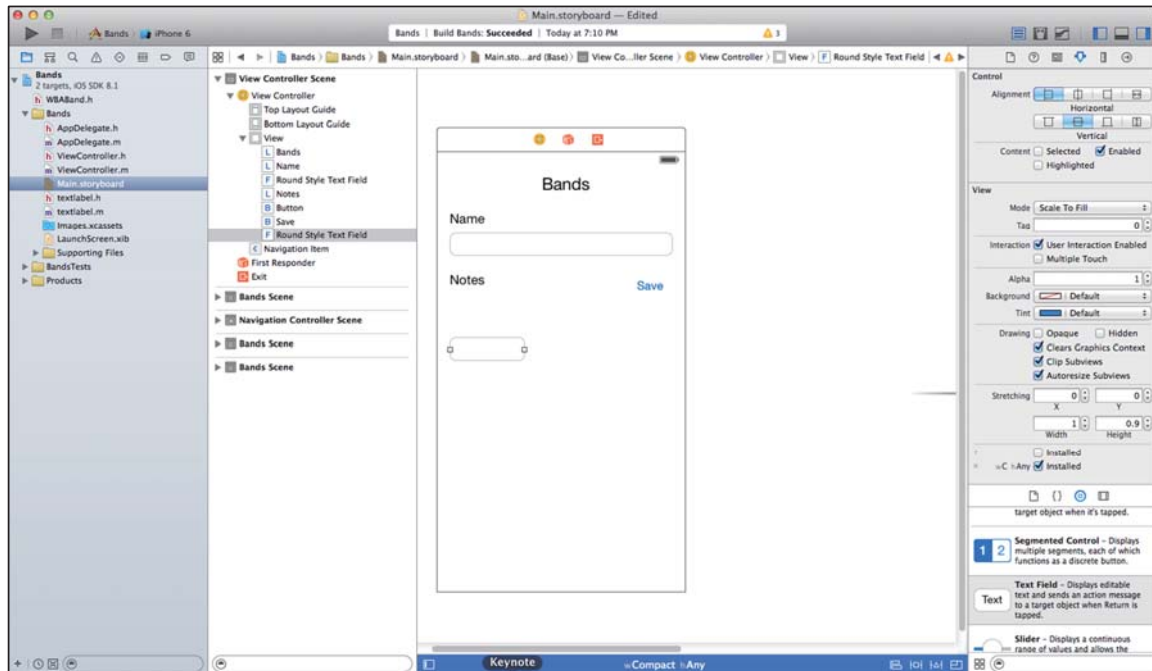 Main.storyboard — Edited
Bands 〉 iPhone 6
Bands | Build Bands: Succeeded | Today at 7:10 PM
3
Bands 〉 Bands 〉 Main.storyboard 〉 Main.sto...ard (Base) 〉 View Co...ller Scene 〉 View Controller 〉 View 〉 F Round Style Text Field
Bands
2 targets, iOS SDK 8.1
h WBABand.h
Bands
h AppDelegate.h
m AppDelegate.m
h ViewController.h
m ViewController.m
Main.storyboard
h textlabel.h
m textlabel.m
Images.xcassets
LaunchScreen.xib
Supporting Files
BandsTests
Products
View Controller Scene
View Controller
Top Layout Guide
Bottom Layout Guide
View
L Bands
L Name
F Round Style Text Field
L Notes
B Button
B Save
F Round Style Text Field
Navigation Item
First Responder
Exit
Bands Scene
Navigation Controller Scene
Bands Scene
Bands Scene
Bands
Name
Notes
Save
Keynote
wCompact hAny
Control
Alignment
Horizontal
Vertical
Content Selected Enabled
Highlighted
View
Mode Scale To Fill
Tag 0
Interaction User Interaction Enabled
Multiple Touch
Alpha 1
Background Default
Tint Default
Drawing Opaque Hidden
Clears Graphics Context
Clip Subviews
Autoresize Subviews
Stretching 0 0
X Y
1 0.9
Width Height
Installed
wC hAny Installed
target object when it's tapped.
1 2
Segmented Control – Displays
multiple segments, each of which
functions as a discrete button.
Text
Text Field – Displays editable
text and sends an action message
to a target object when Return is
tapped.
Slider – Displays a continuous
range of values and allows the